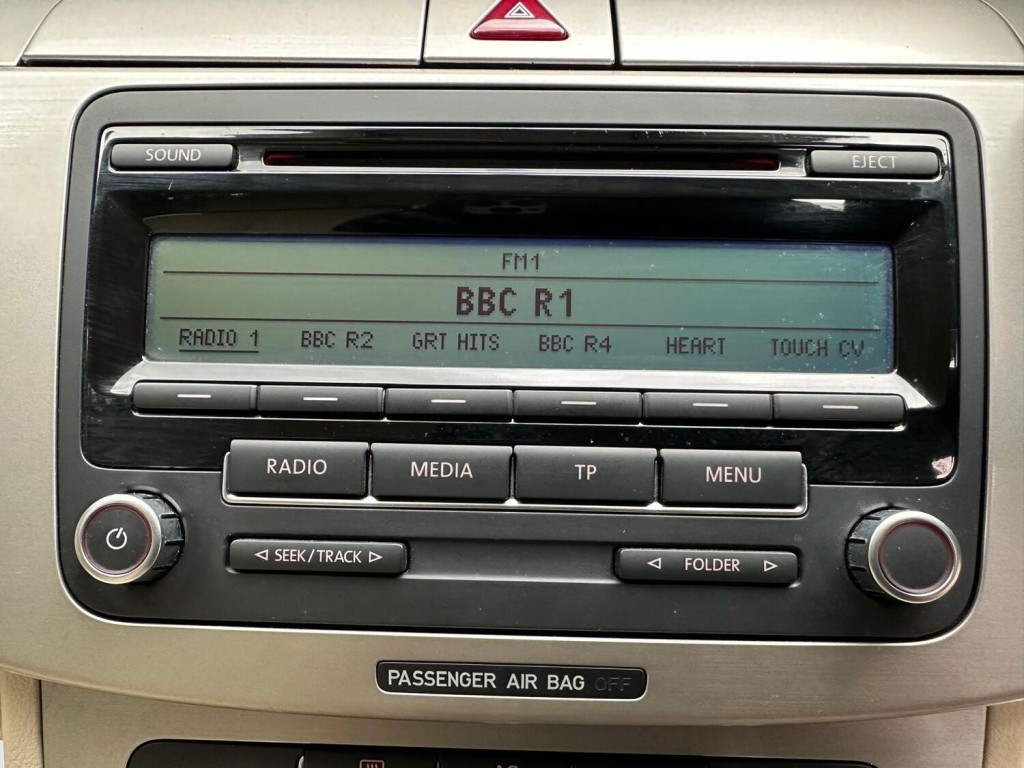 SOUND EJECT
FM1
BBC R1
RADIO 1 BBC R2 GRT HITS BBC R4 HEART TOUCH CV
RADIO MEDIA TP MENU
SEEK/TRACK FOLDER
PASSENGER AIR BAG OFF